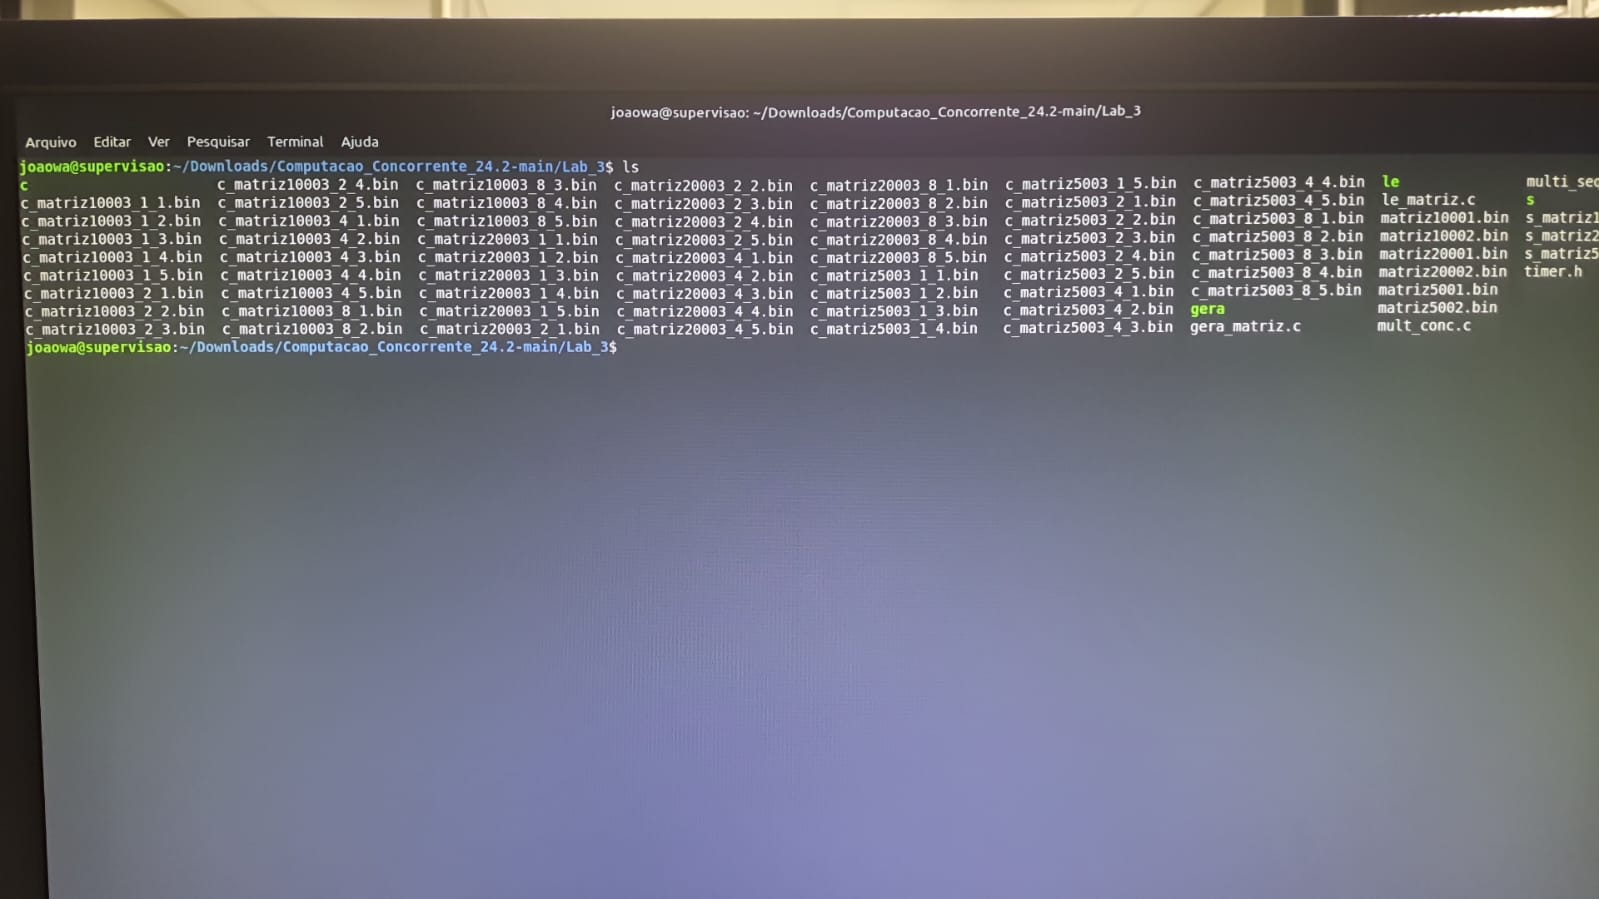 joaowa@supervisao: ~/Downloads/Computacao_Concorrente_24.2-main/Lab_3
Arquivo Editar Ver Pesquisar Terminal Ajuda
joaowa@supervisao:~/Downloads/Computacao_Concorrente_24.2-main/Lab_3$ ls
c c_matriz10003_2_4.bin c_matriz10003_8_3.bin c_matriz20003_2_2.bin c_matriz20003_8_1.bin c_matriz5003_1_5.bin c_matriz5003_4_4.bin le multi_seq
c_matriz10003_1_1.bin c_matriz10003_2_5.bin c_matriz10003_8_4.bin c_matriz20003_2_3.bin c_matriz20003_8_2.bin c_matriz5003_2_1.bin c_matriz5003_4_5.bin le_matriz.c s
c_matriz10003_1_2.bin c_matriz10003_4_1.bin c_matriz10003_8_5.bin c_matriz20003_2_4.bin c_matriz20003_8_3.bin c_matriz5003_2_2.bin c_matriz5003_8_1.bin matriz10001.bin s_matriz1
c_matriz10003_1_3.bin c_matriz10003_4_2.bin c_matriz20003_1_1.bin c_matriz20003_2_5.bin c_matriz20003_8_4.bin c_matriz5003_2_3.bin c_matriz5003_8_2.bin matriz10002.bin s_matriz2
c_matriz10003_1_4.bin c_matriz10003_4_3.bin c_matriz20003_1_2.bin c_matriz20003_4_1.bin c_matriz20003_8_5.bin c_matriz5003_2_4.bin c_matriz5003_8_3.bin matriz20001.bin s_matriz5
c_matriz10003_1_5.bin c_matriz10003_4_4.bin c_matriz20003_1_3.bin c_matriz20003_4_2.bin c_matriz5003_1_1.bin c_matriz5003_2_5.bin c_matriz5003_8_4.bin matriz20002.bin timer.h
c_matriz10003_2_1.bin c_matriz10003_4_5.bin c_matriz20003_1_4.bin c_matriz20003_4_3.bin c_matriz5003_1_2.bin c_matriz5003_4_1.bin c_matriz5003_8_5.bin matriz5001.bin
c_matriz10003_2_2.bin c_matriz10003_8_1.bin c_matriz20003_1_5.bin c_matriz20003_4_4.bin c_matriz5003_1_3.bin c_matriz5003_4_2.bin gera matriz5002.bin
c_matriz10003_2_3.bin c_matriz10003_8_2.bin c_matriz20003_2_1.bin c_matriz20003_4_5.bin c_matriz5003_1_4.bin c_matriz5003_4_3.bin gera_matriz.c mult_conc.c
joaowa@supervisao:~/Downloads/Computacao_Concorrente_24.2-main/Lab_3$